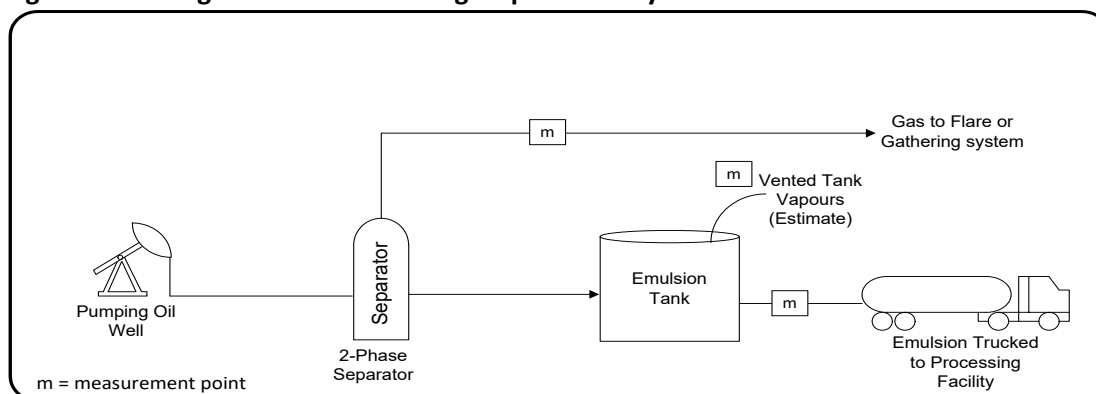 m
Gas to Flare or
Gathering system
m
Vented Tank
Vapours
(Estimate)
Separator
Emulsion
Tank
m
Pumping Oil
Well
2-Phase
Separator
Emulsion Trucked
to Processing
Facility
m = measurement point